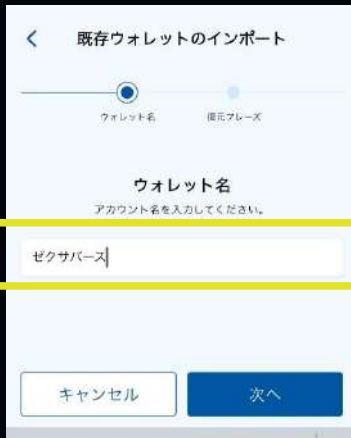 既存ウォレットのインポート
ウォレット名
復元フレーズ
ウォレット名
アカウント名を入力してください。
ゼクサバース
キャンセル
次へ